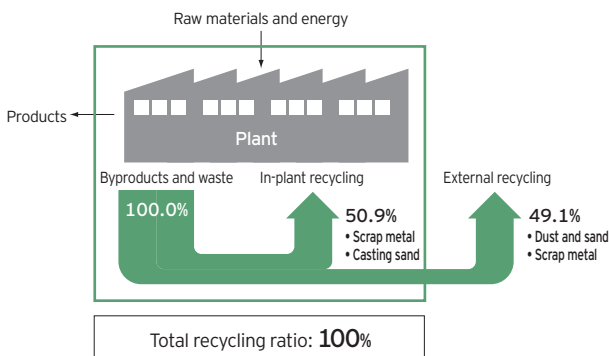 Raw materials and energy
Products
Plant
Byproducts and waste
In-plant recycling
External recycling
100.0%
50.9%
• Scrap metal
• Casting sand
49.1%
• Dust and sand
• Scrap metal
Total recycling ratio: 100%